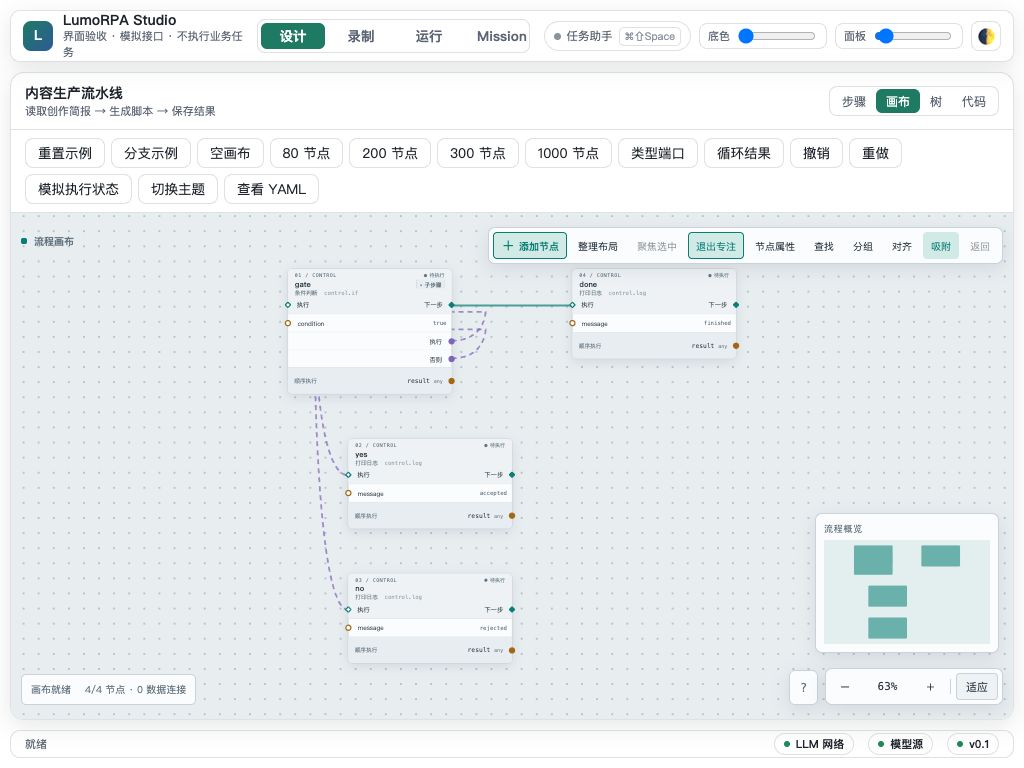 L
LumoRPA Studio
界面验收 · 模拟接口 · 不执行业务任务
设计
录制
运行
Mission
任务助手
⌘⇧Space
底色
面板
内容生产流水线
读取创作简报 → 生成脚本 → 保存结果
步骤
画布
树
代码
重置示例
分支示例
空画布
80 节点
200 节点
300 节点
1000 节点
类型端口
循环结果
撤销
重做
模拟执行状态
切换主题
查看 YAML
流程画布
+ 添加节点
整理布局
聚焦选中
退出专注
节点属性
查找
分组
对齐
吸附
返回
01 / CONTROL
待执行
gate
子步骤
条件判断 control.if
执行
下一步
condition
true
执行
否则
顺序执行
result any
04 / CONTROL
待执行
done
打印日志 control.log
执行
下一步
message
finished
顺序执行
result any
02 / CONTROL
待执行
yes
打印日志 control.log
执行
下一步
message
accepted
顺序执行
result any
03 / CONTROL
待执行
no
打印日志 control.log
执行
下一步
message
rejected
顺序执行
result any
流程概览
画布就绪 4/4 节点 · 0 数据连接
?
−
63%
+
适应
就绪
LLM 网络
模型源
v0.1